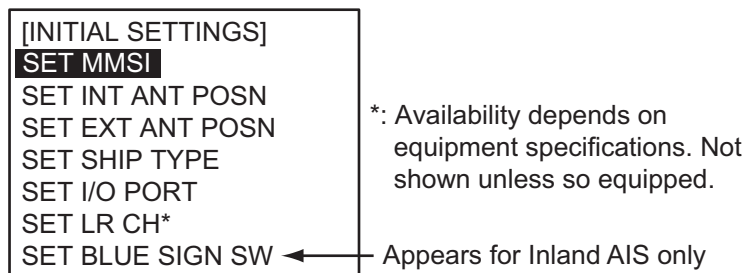 [INITIAL SETTINGS]
SET MMSI
SET INT ANT POSN
SET EXT ANT POSN
SET SHIP TYPE
SET I/O PORT
SET LR CH*
SET BLUE SIGN SW
*: Availability depends on
equipment specifications. Not
shown unless so equipped.
Appears for Inland AIS only